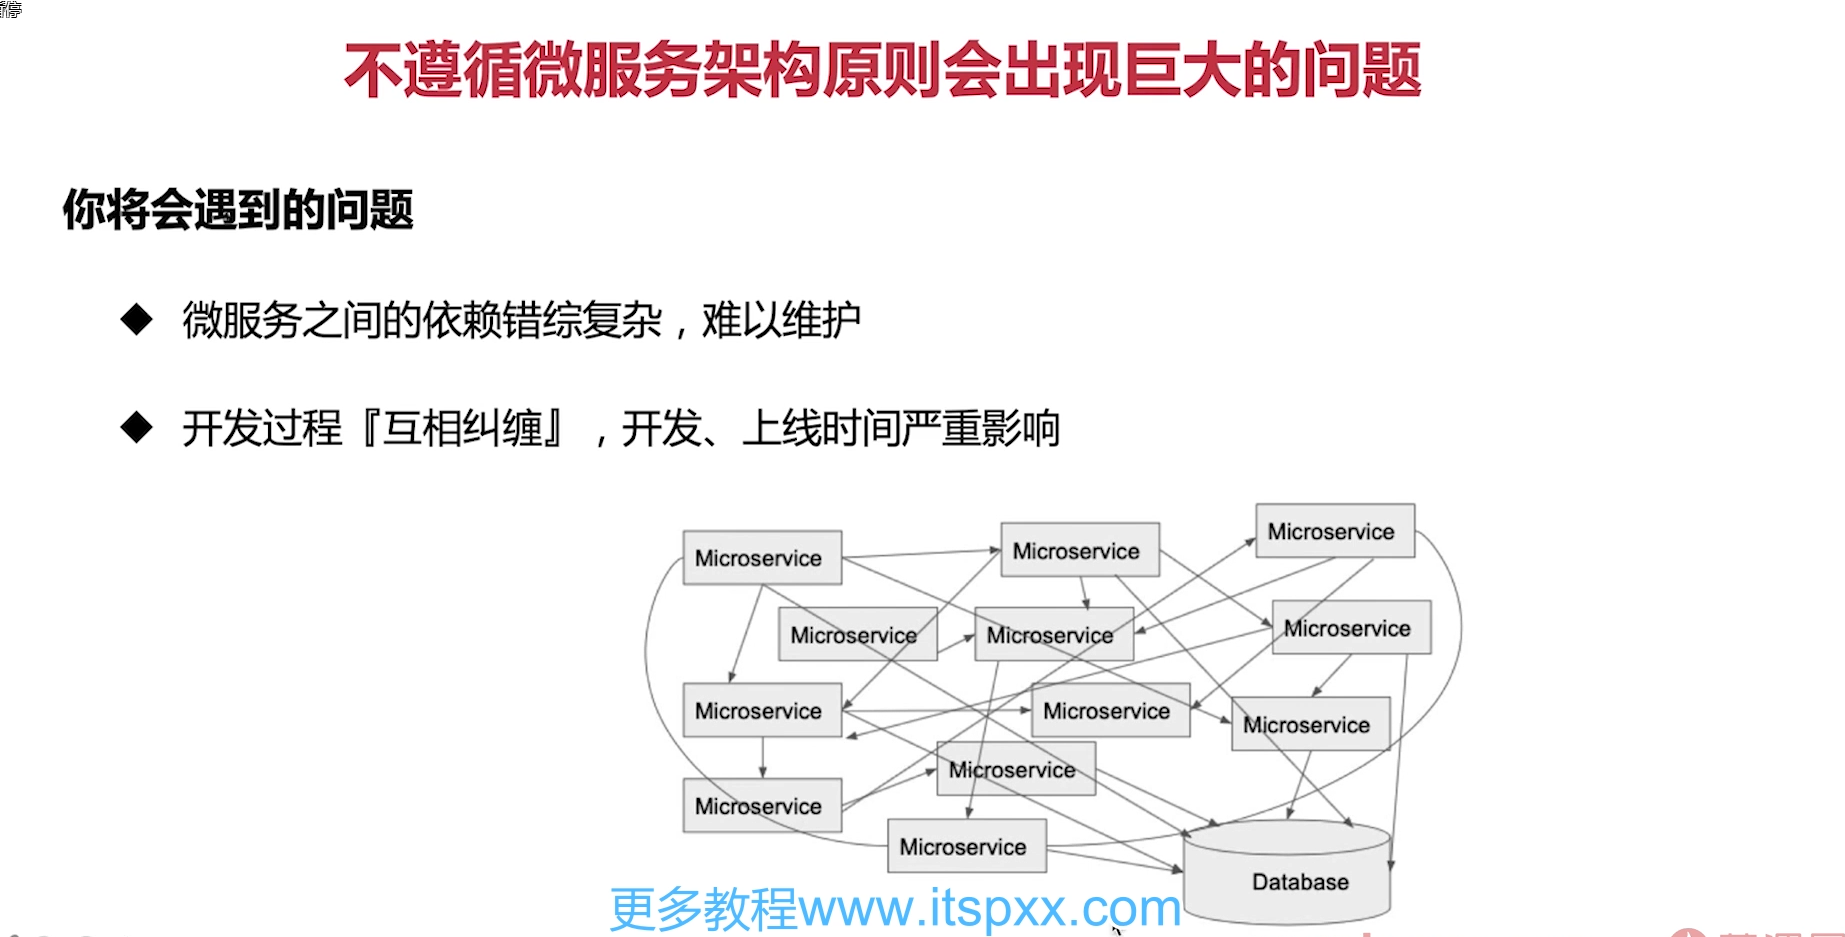 暂停
不遵循微服务架构原则会出现巨大的问题
你将会遇到的问题
微服务之间的依赖错综复杂，难以维护
开发过程『互相纠缠』，开发、上线时间严重影响
Microservice
Microservice
Microservice
Microservice
Microservice
Microservice
Microservice
Microservice
Microservice
Microservice
Microservice
Microservice
Database
更多教程www.itspxx.com